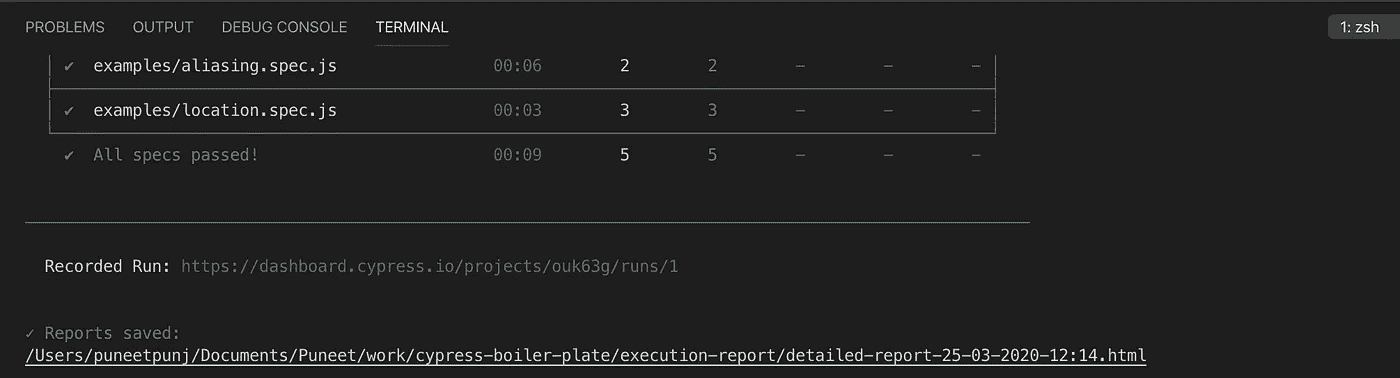 PROBLEMS OUTPUT DEBUG CONSOLE TERMINAL 1: zsh
✔ examples/aliasing.spec.js 00:06 2 2 – – –
✔ examples/location.spec.js 00:03 3 3 – – –
✔ All specs passed! 00:09 5 5 – – –
Recorded Run: https://dashboard.cypress.io/projects/ouk63g/runs/1
✓ Reports saved:
/Users/puneetpunj/Documents/Puneet/work/cypress-boiler-plate/execution-report/detailed-report-25-03-2020-12:14.html